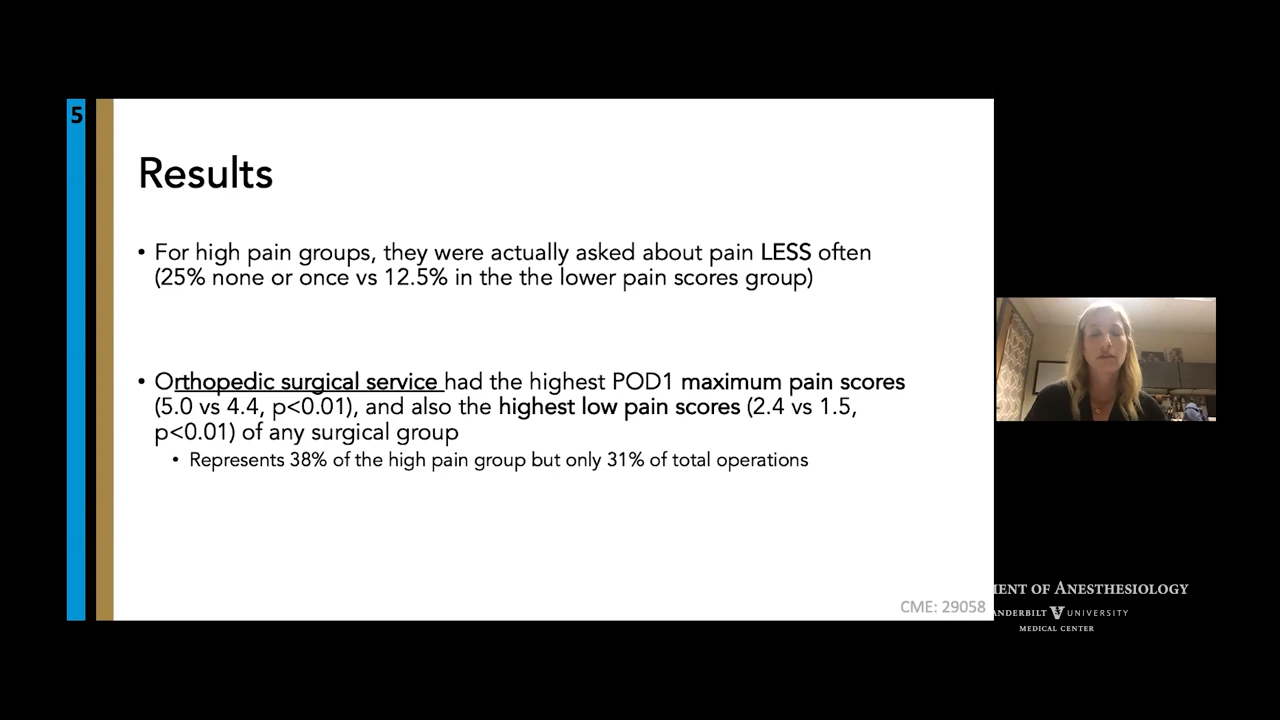 5
Results
• For high pain groups, they were actually asked about pain LESS often
(25% none or once vs 12.5% in the the lower pain scores group)
• Orthopedic surgical service had the highest POD1 maximum pain scores
(5.0 vs 4.4, p<0.01), and also the highest low pain scores (2.4 vs 1.5,
p<0.01) of any surgical group
• Represents 38% of the high pain group but only 31% of total operations
CME: 29058
MENT OF ANESTHESIOLOGY
ANDERBILT UNIVERSITY
MEDICAL CENTER